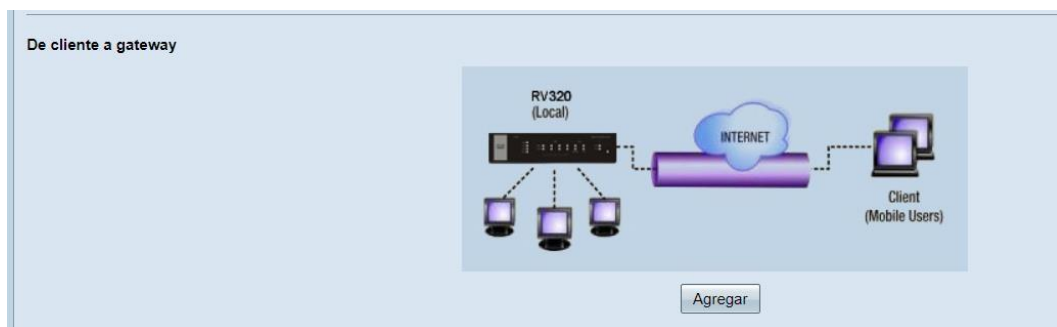 De cliente a gateway
RV320
(Local)
INTERNET
Client
(Mobile Users)
Agregar